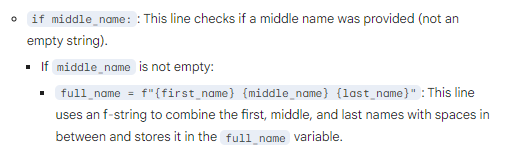 if middle_name: : This line checks if a middle name was provided (not an
empty string).
If middle_name is not empty:
full_name = f"{first_name} {middle_name} {last_name}" : This line
uses an f-string to combine the first, middle, and last names with spaces in
between and stores it in the full_name variable.